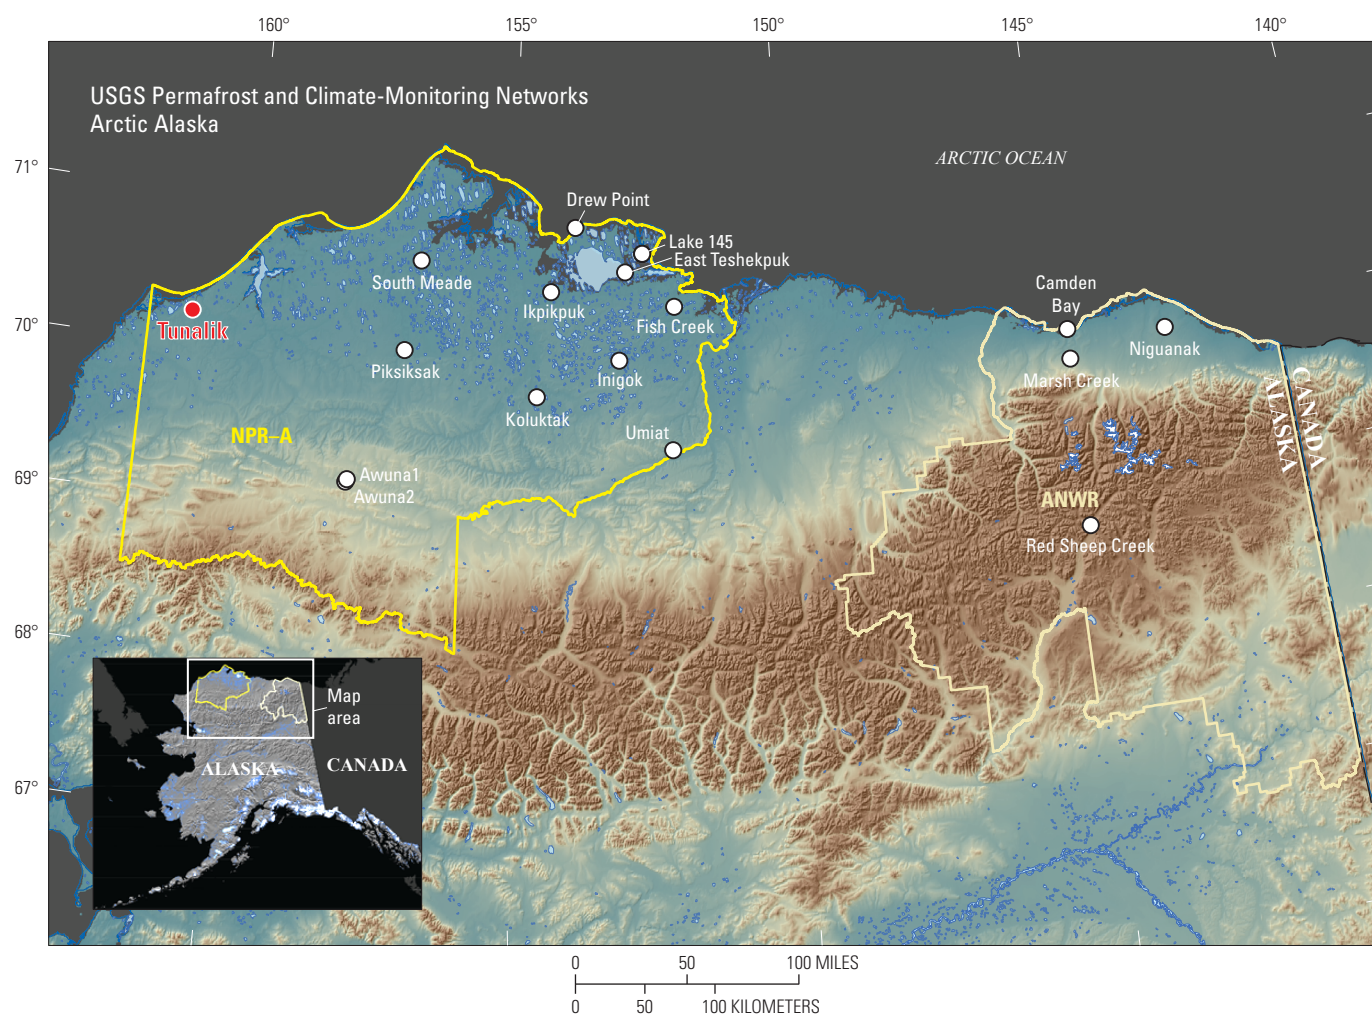 160°
155°
150°
145°
140°
USGS Permafrost and Climate-Monitoring Networks
Arctic Alaska
71°
ARCTIC OCEAN
Drew Point
Lake 145
East Teshekpuk
South Meade
Ikpikpuk
Fish Creek
Camden
Bay
70°
Tunalik
Niguanak
Piksiksak
Inigok
Marsh Creek
Koluktak
Umiat
NPR–A
CANADA
ALASKA
69°
Awuna1
Awuna2
ANWR
Red Sheep Creek
68°
Map
area
ALASKA
CANADA
67°
0 50 100 MILES
0 50 100 KILOMETERS